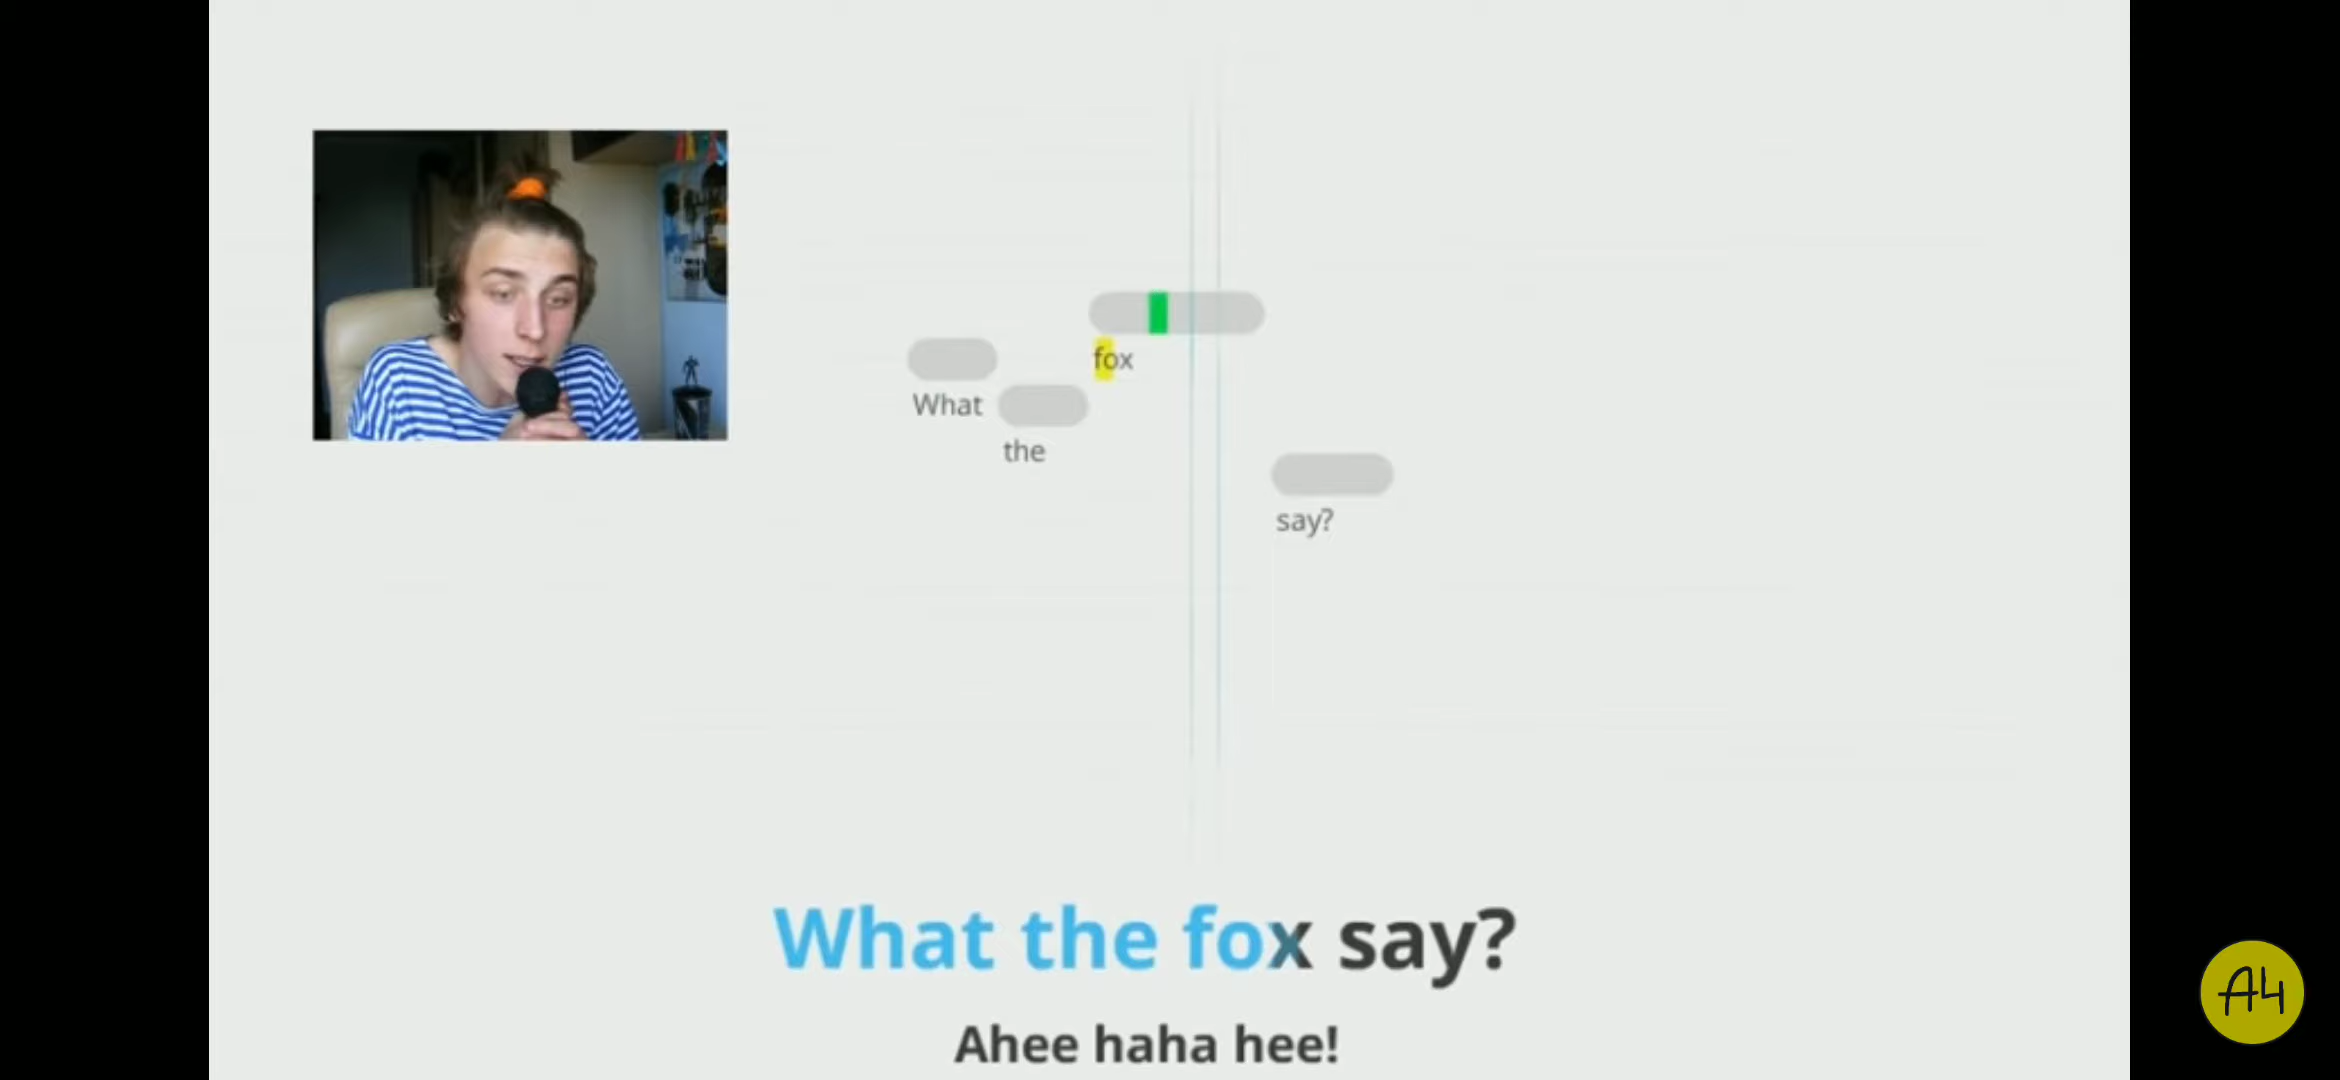 What
the
fox
say?
What the fox say?
Ahee haha hee!
A4